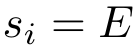 s_i = E